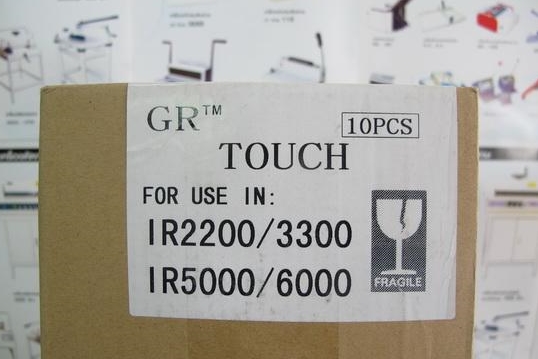 GR™
10PCS
TOUCH
FOR USE IN:
IR2200/3300
IR5000/6000
FRAGILE